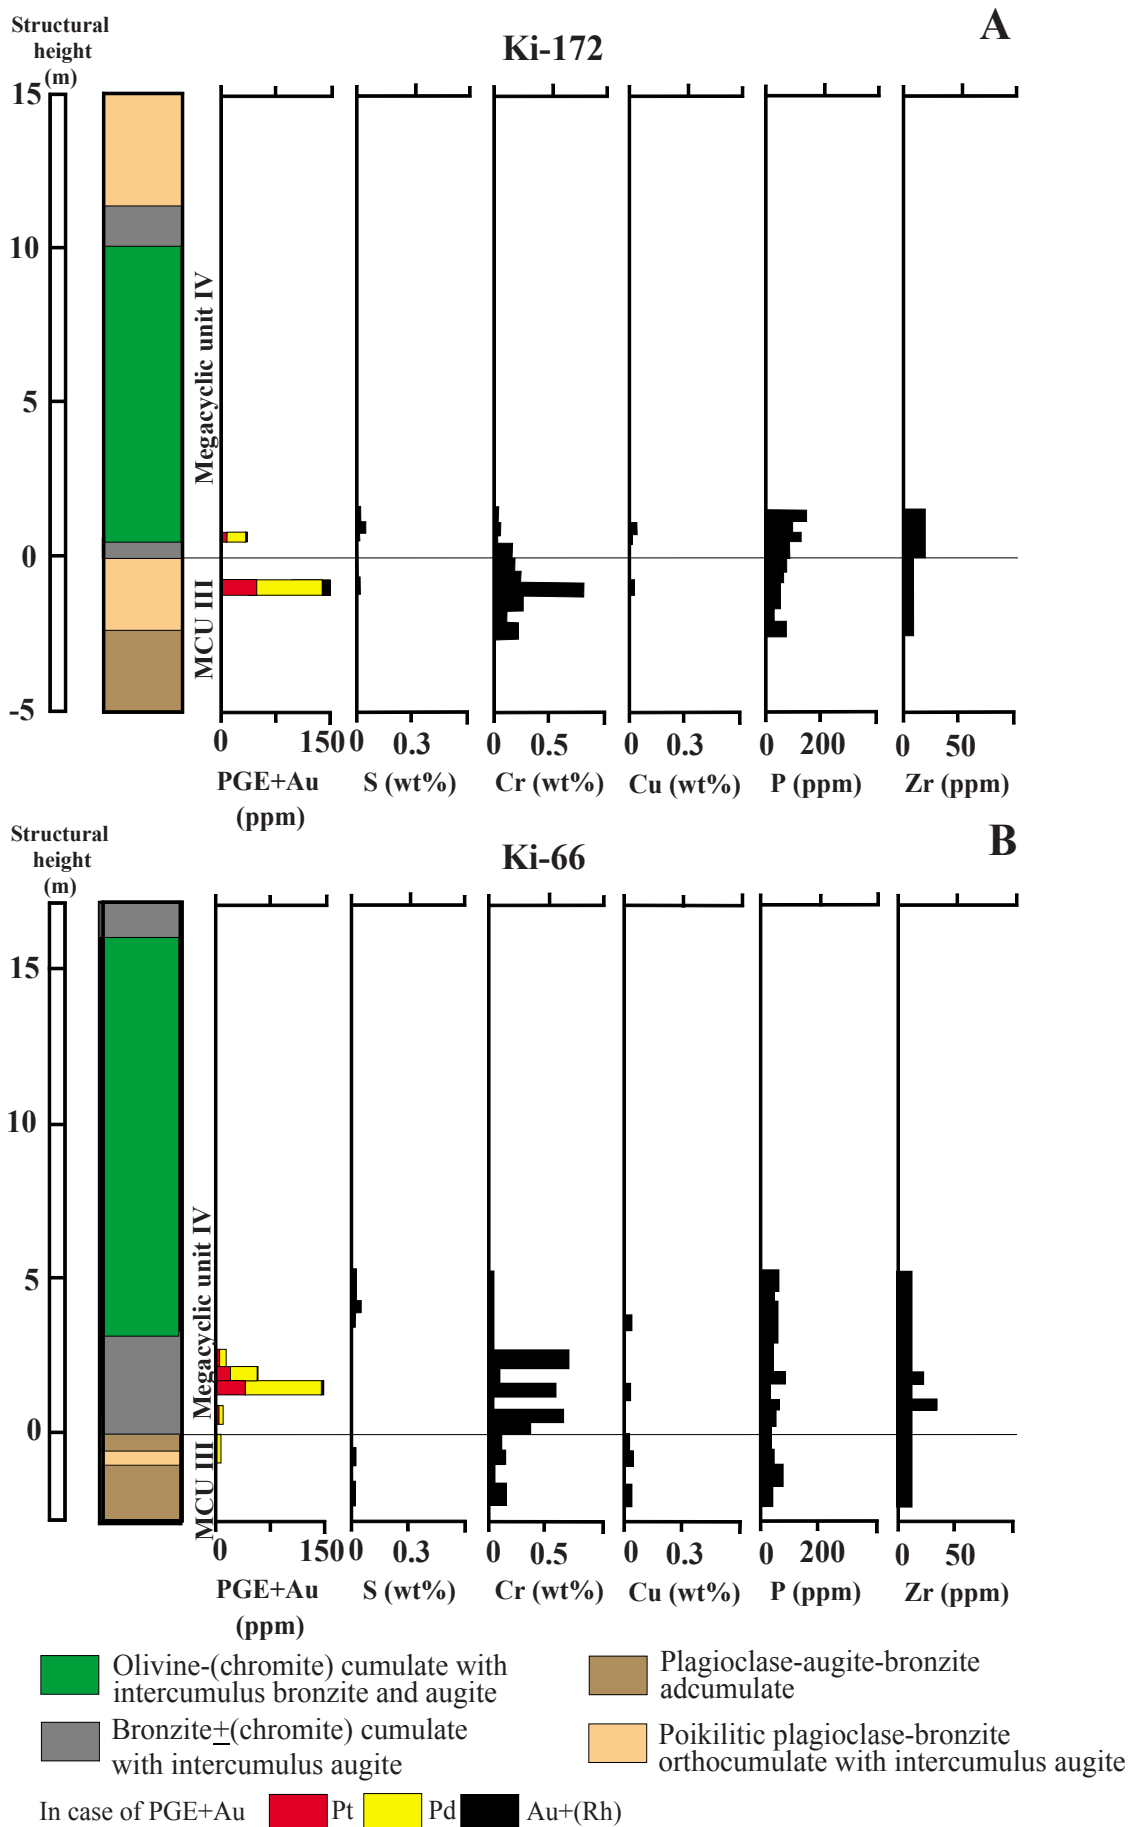 Structural
height
(m)
Ki-172
A
15
10
5
0
-5
Megacyclic unit IV
MCU III
0 150
0 0.3
0 0.5
0 0.3
0 200
0 50
PGE+Au
(ppm)
S (wt%)
Cr (wt%)
Cu (wt%)
P (ppm)
Zr (ppm)
Structural
height
(m)
Ki-66
B
15
10
5
0
Megacyclic unit IV
MCU III
0 150
0 0.3
0 0.5
0 0.3
0 200
0 50
PGE+Au
(ppm)
S (wt%)
Cr (wt%)
Cu (wt%)
P (ppm)
Zr (ppm)
Olivine-(chromite) cumulate with
intercumulus bronzite and augite
Plagioclase-augite-bronzite
adcumulate
Bronzite±(chromite) cumulate
with intercumulus augite
Poikilitic plagioclase-bronzite
orthocumulate with intercumulus augite
In case of PGE+Au Pt Pd Au+(Rh)